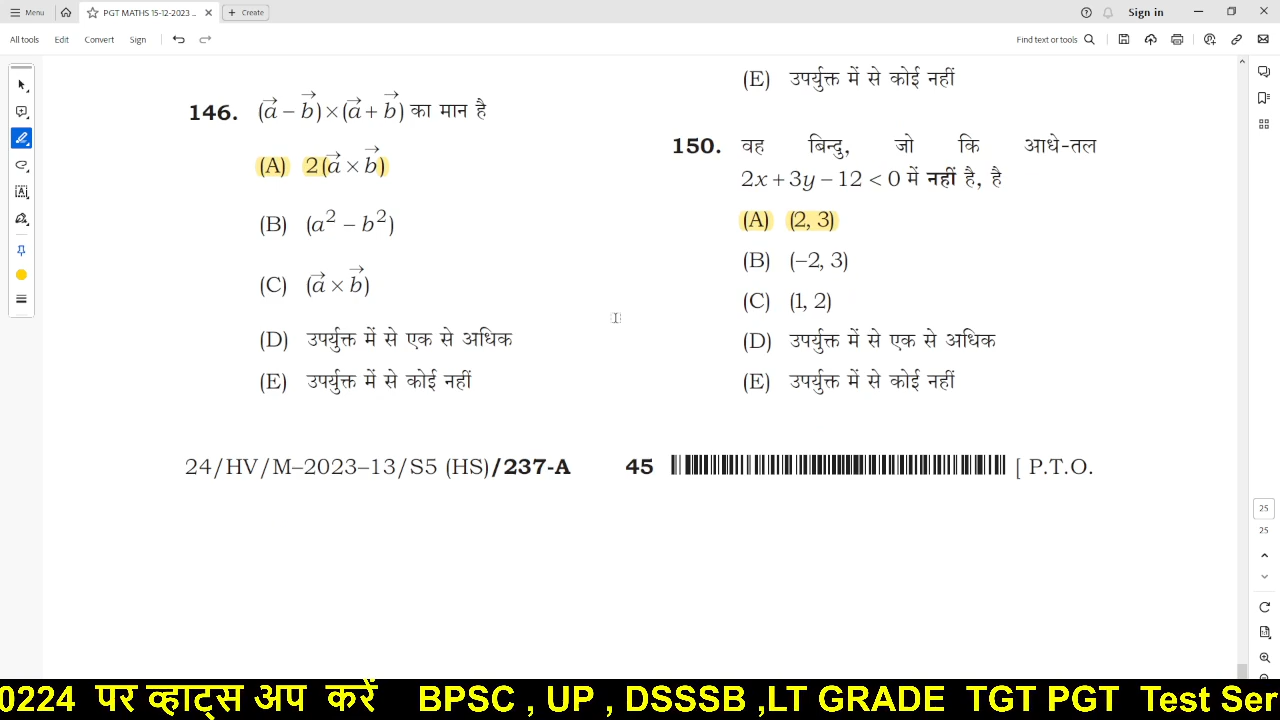 Menu
PGT MATHS 15-12-2023 ...
Create
Sign in
All tools
Edit
Convert
Sign
Find text or tools
146. (a⃗ − b⃗)×(a⃗ + b⃗) का मान है
(A) 2(a⃗ × b⃗)
(B) (a² − b²)
(C) (a⃗ × b⃗)
(D) उपर्युक्त में से एक से अधिक
(E) उपर्युक्त में से कोई नहीं
(E) उपर्युक्त में से कोई नहीं
150. वह बिन्दु, जो कि आधे-तल
2x + 3y − 12 < 0 में नहीं है, है
(A) (2, 3)
(B) (−2, 3)
(C) (1, 2)
(D) उपर्युक्त में से एक से अधिक
(E) उपर्युक्त में से कोई नहीं
24/HV/M–2023–13/S5 (HS)/237-A
45
[ P.T.O.
25
25
0224 पर व्हाट्स अप करें BPSC , UP , DSSSB ,LT GRADE TGT PGT Test Ser